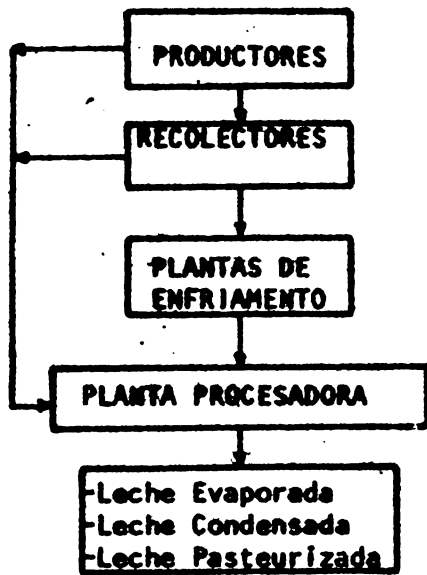 PRODUCTORES
RECOLECTORES
PLANTAS DE
ENFRIAMENTO
PLANTA PROCESADORA
-Leche Evaporada
-Leche Condensada
-Leche Pasteurizada